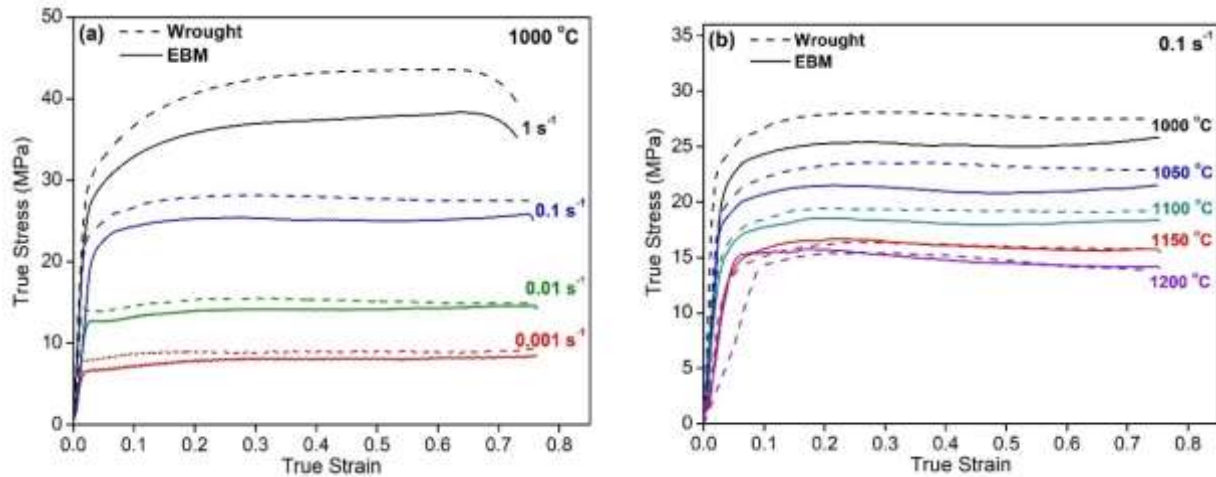 (a)
Wrought
EBM
1000 °C
50
40
30
20
10
0
True Stress (MPa)
1 s⁻¹
0.1 s⁻¹
0.01 s⁻¹
0.001 s⁻¹
0.0 0.1 0.2 0.3 0.4 0.5 0.6 0.7 0.8
True Strain
(b)
Wrought
EBM
0.1 s⁻¹
35
30
25
20
15
10
5
0
True Stress (MPa)
1000 °C
1050 °C
1100 °C
1150 °C
1200 °C
0.0 0.1 0.2 0.3 0.4 0.5 0.6 0.7 0.8
True Strain